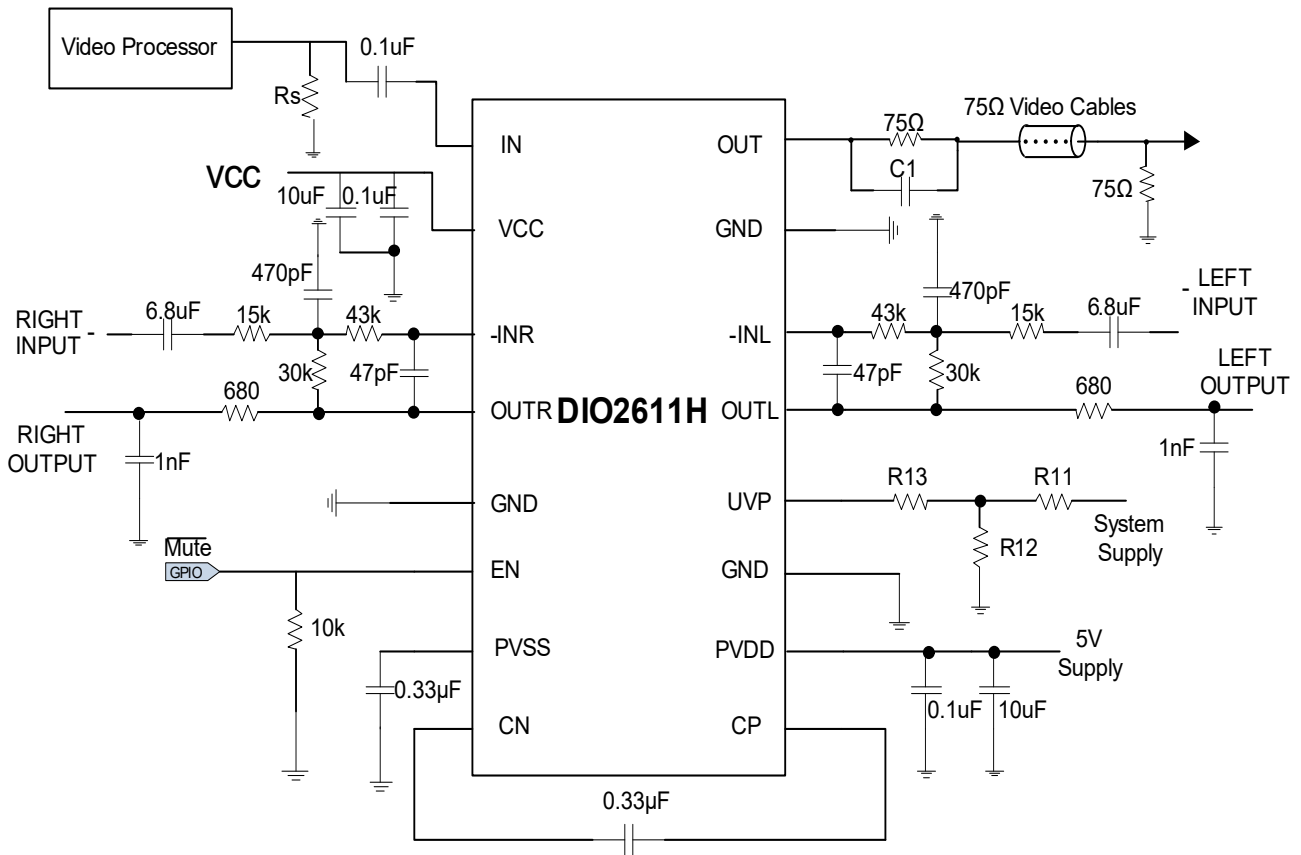 Video Processor
0.1uF
Rs
IN
OUT
75Ω
C1
75Ω Video Cables
75Ω
VCC
10uF
0.1uF
VCC
GND
470pF
6.8uF
15k
43k
RIGHT
INPUT
-
-INR
30k
47pF
680
OUTR
RIGHT
OUTPUT
1nF
DIO2611H
470pF
-INL
43k
15k
6.8uF
- LEFT
INPUT
47pF
30k
OUTL
680
LEFT
OUTPUT
1nF
GND
UVP
R13
R11
R12
System
Supply
Mute
GPIO
EN
GND
10k
PVSS
PVDD
5V
Supply
0.33µF
0.1uF
10uF
CN
CP
0.33µF